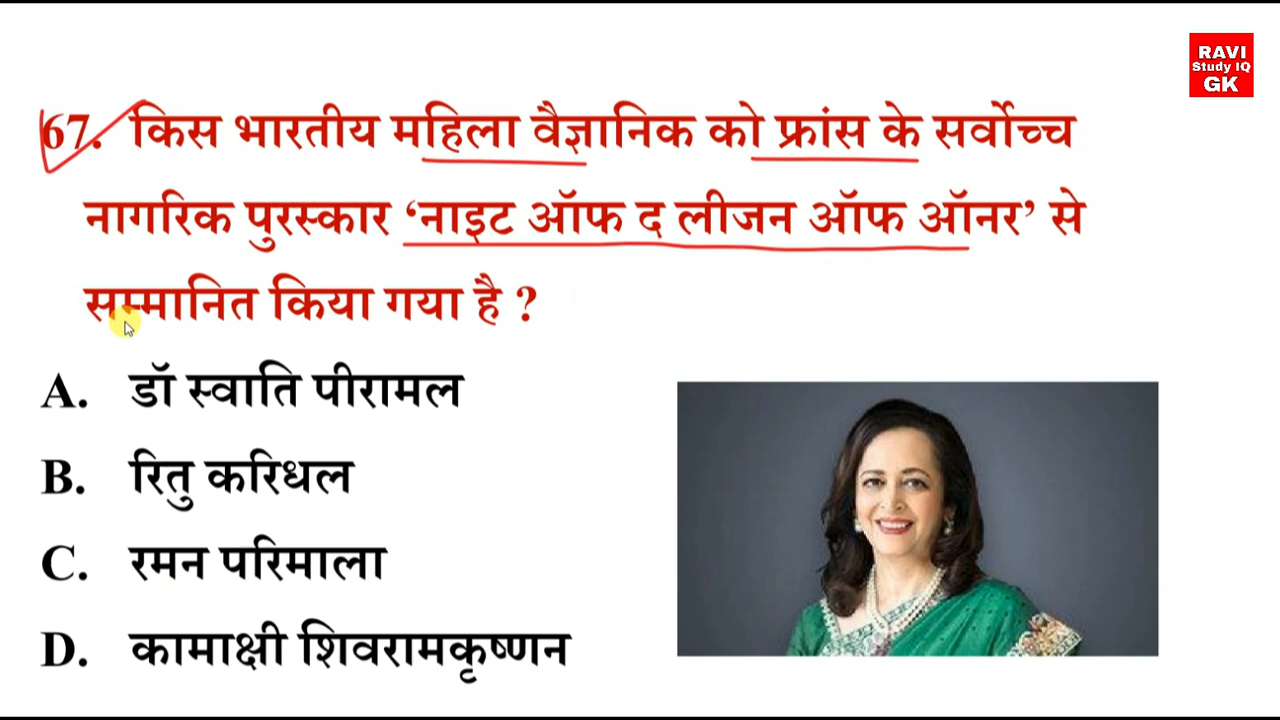 RAVI
Study IQ
GK
67. किस भारतीय महिला वैज्ञानिक को फ्रांस के सर्वोच्च
नागरिक पुरस्कार ‘नाइट ऑफ द लीजन ऑफ ऑनर’ से
सम्मानित किया गया है ?
A. डॉ स्वाति पीरामल
B. रितु करिधल
C. रमन परिमाला
D. कामाक्षी शिवरामकृष्णन